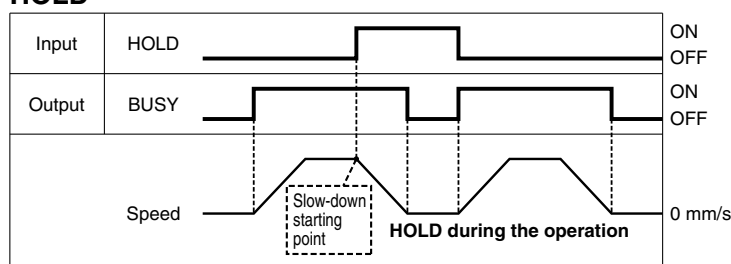 HOLD
Input HOLD ON
OFF
Output BUSY ON
OFF
Speed 0 mm/s
Slow-down
starting
point
HOLD during the operation